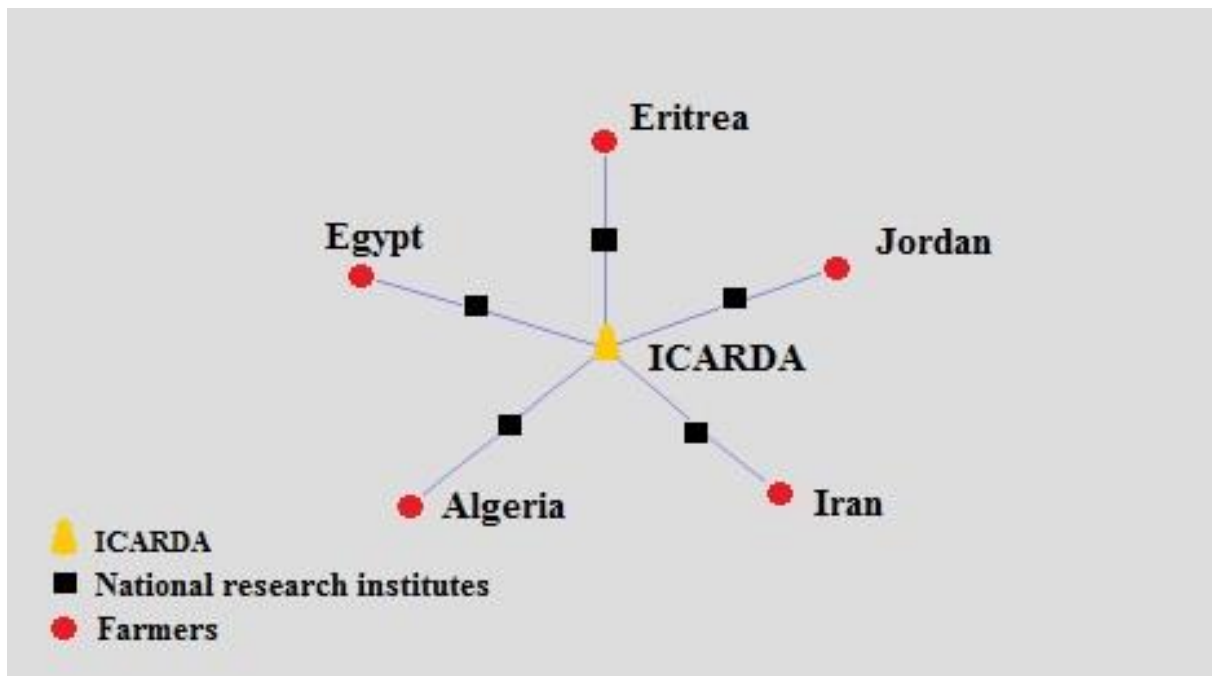 Eritrea
Egypt
Jordan
ICARDA
Algeria
Iran
ICARDA
National research institutes
Farmers